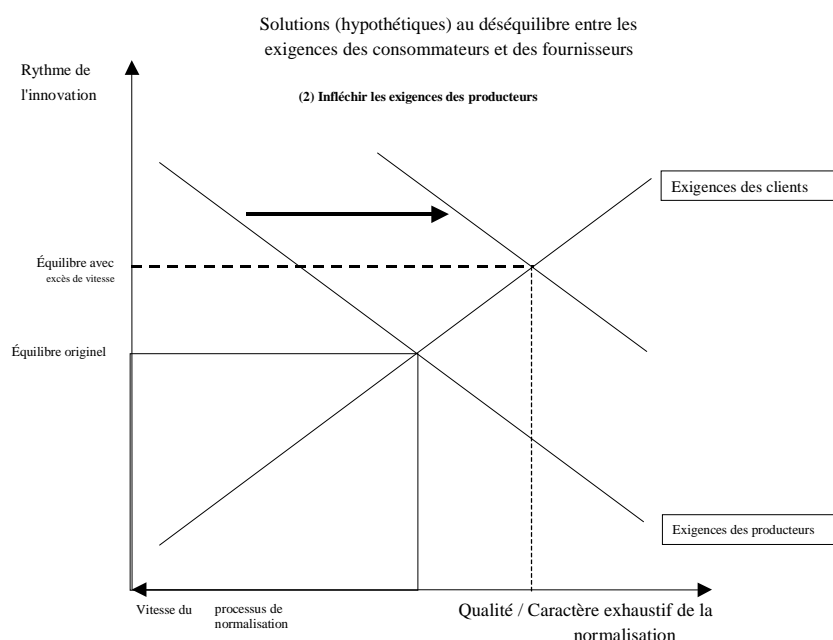 Solutions (hypothétiques) au déséquilibre entre les
exigences des consommateurs et des fournisseurs
Rythme de
l'innovation
(2) Infléchir les exigences des producteurs
Exigences des clients
Équilibre avec
excès de vitesse
Équilibre originel
Exigences des producteurs
Vitesse du processus de
normalisation
Qualité / Caractère exhaustif de la
normalisation